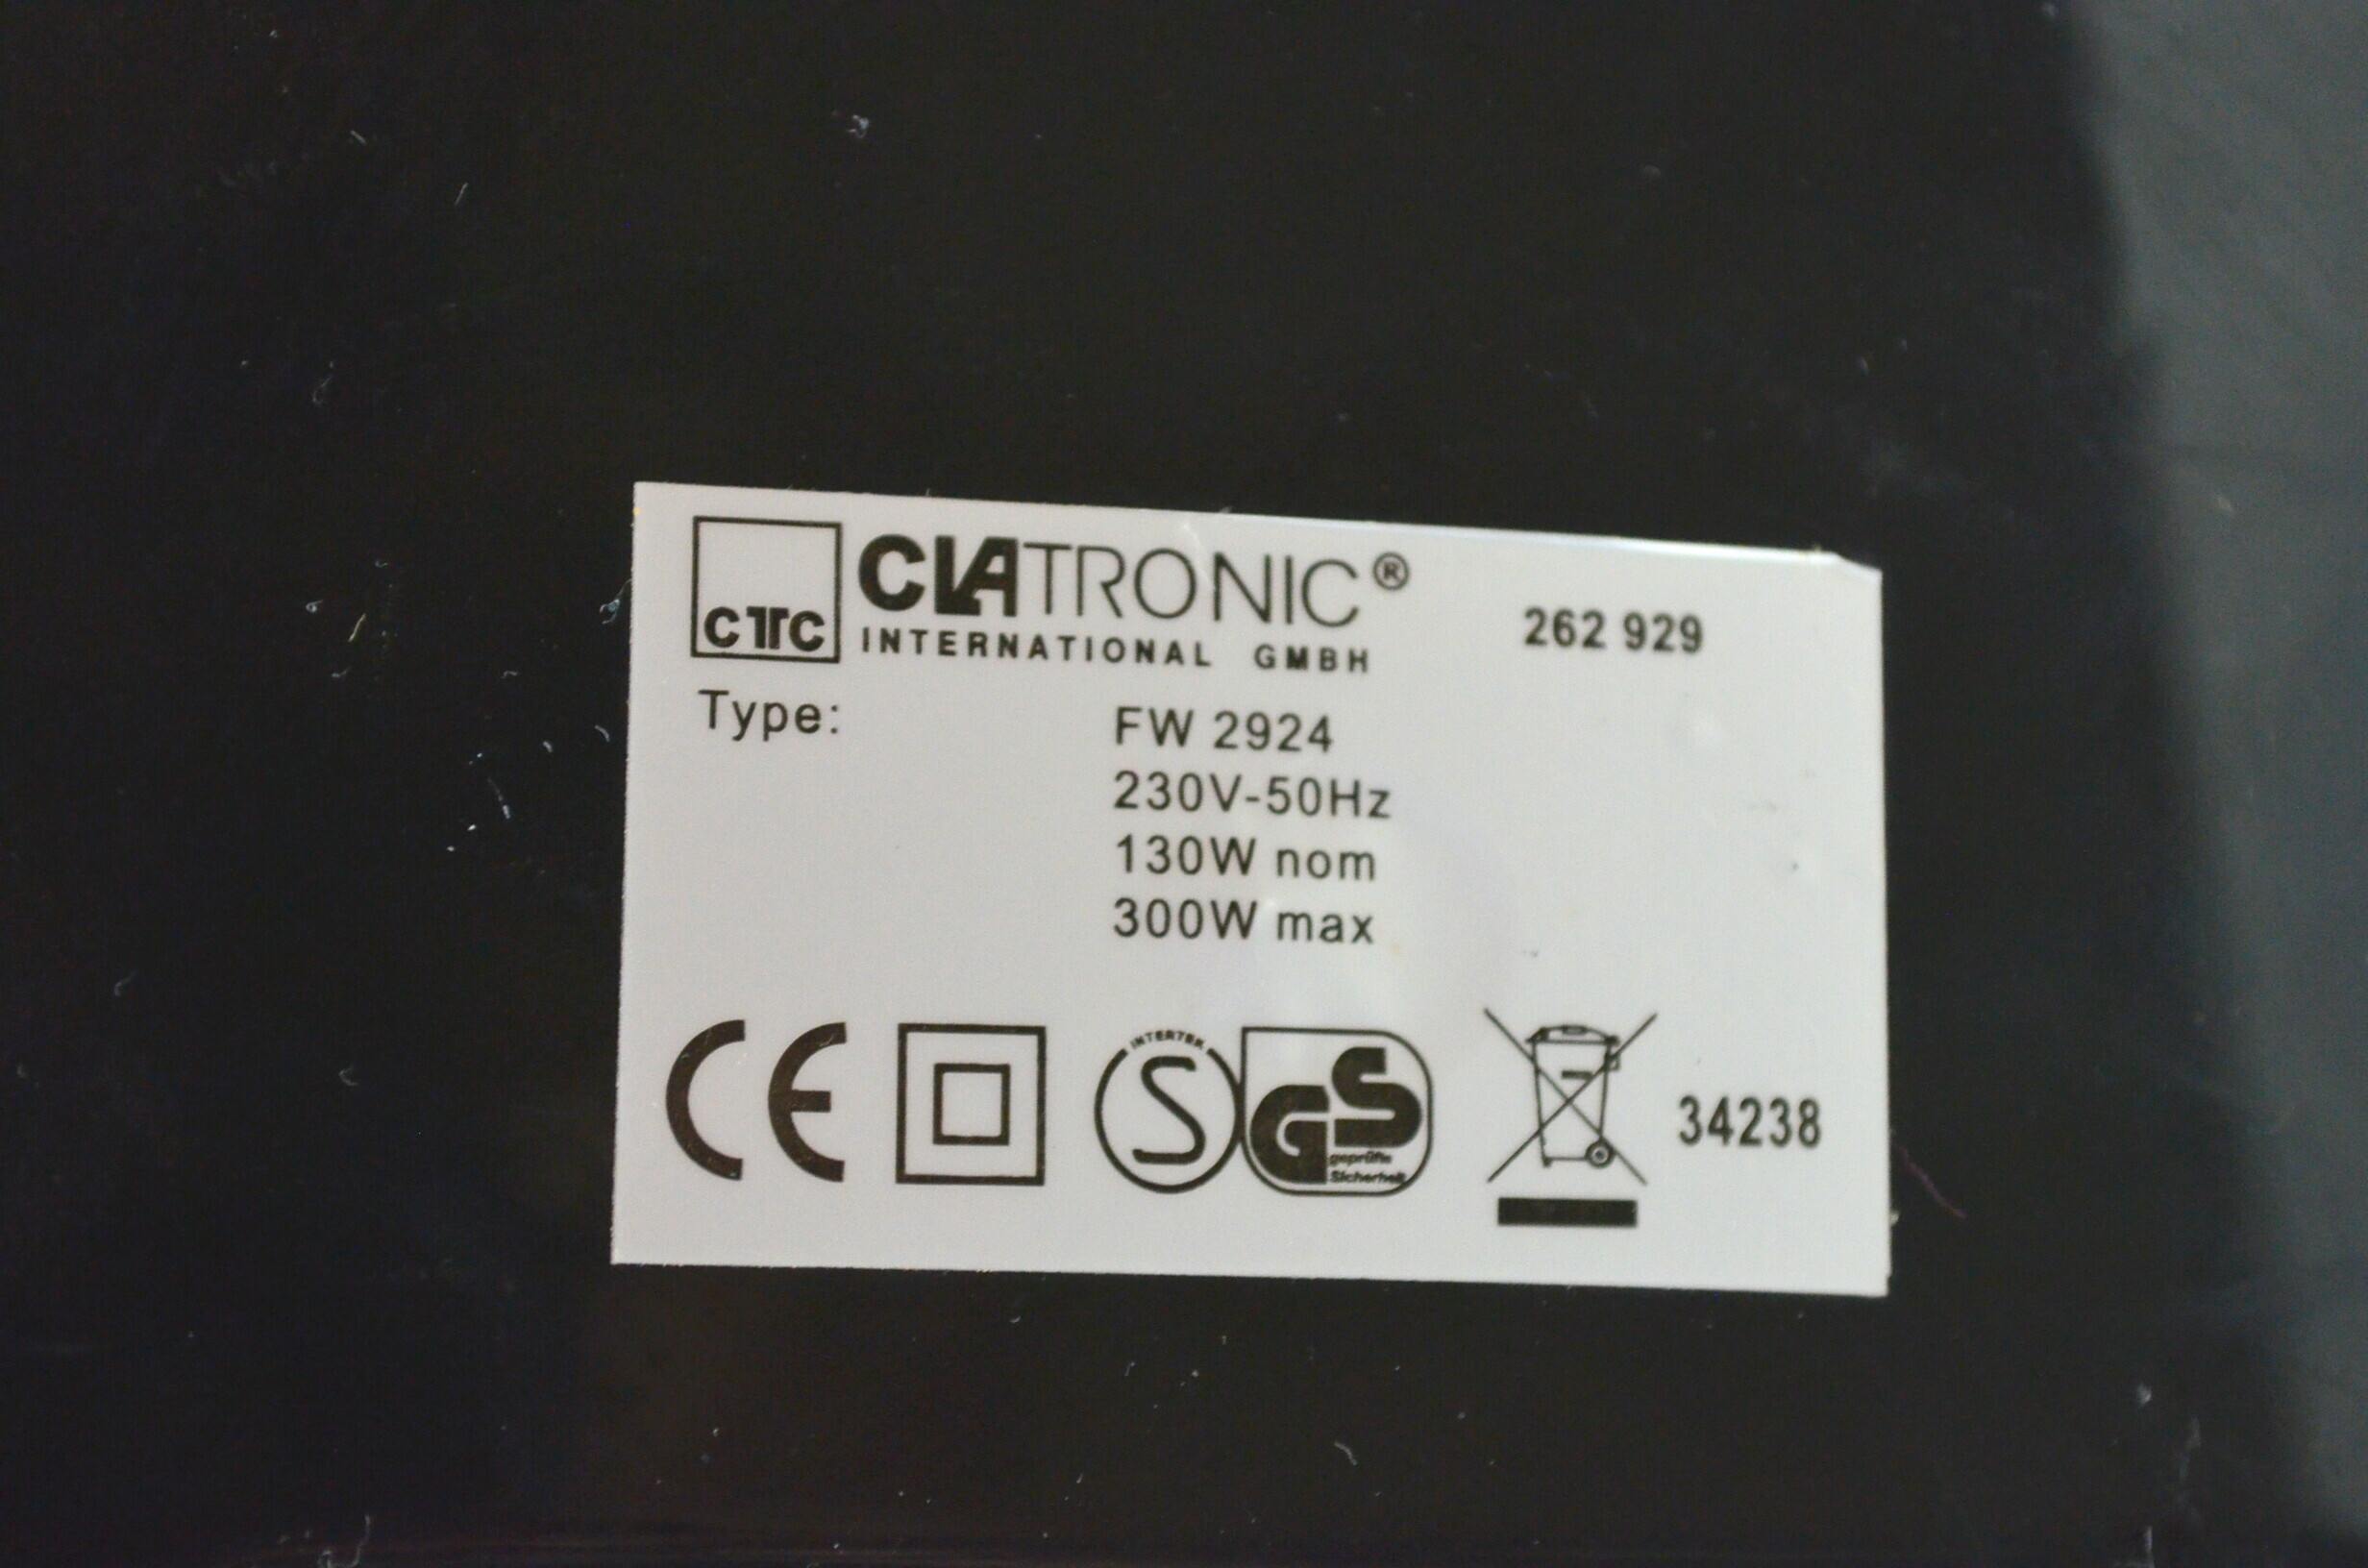 CTC CLATRONIC®
INTERNATIONAL GMBH
262 929
Type: FW 2924
230V-50Hz
130W nom
300W max
CE
INTERTEK
S
GS
geprüfte
Sicherheit
34238